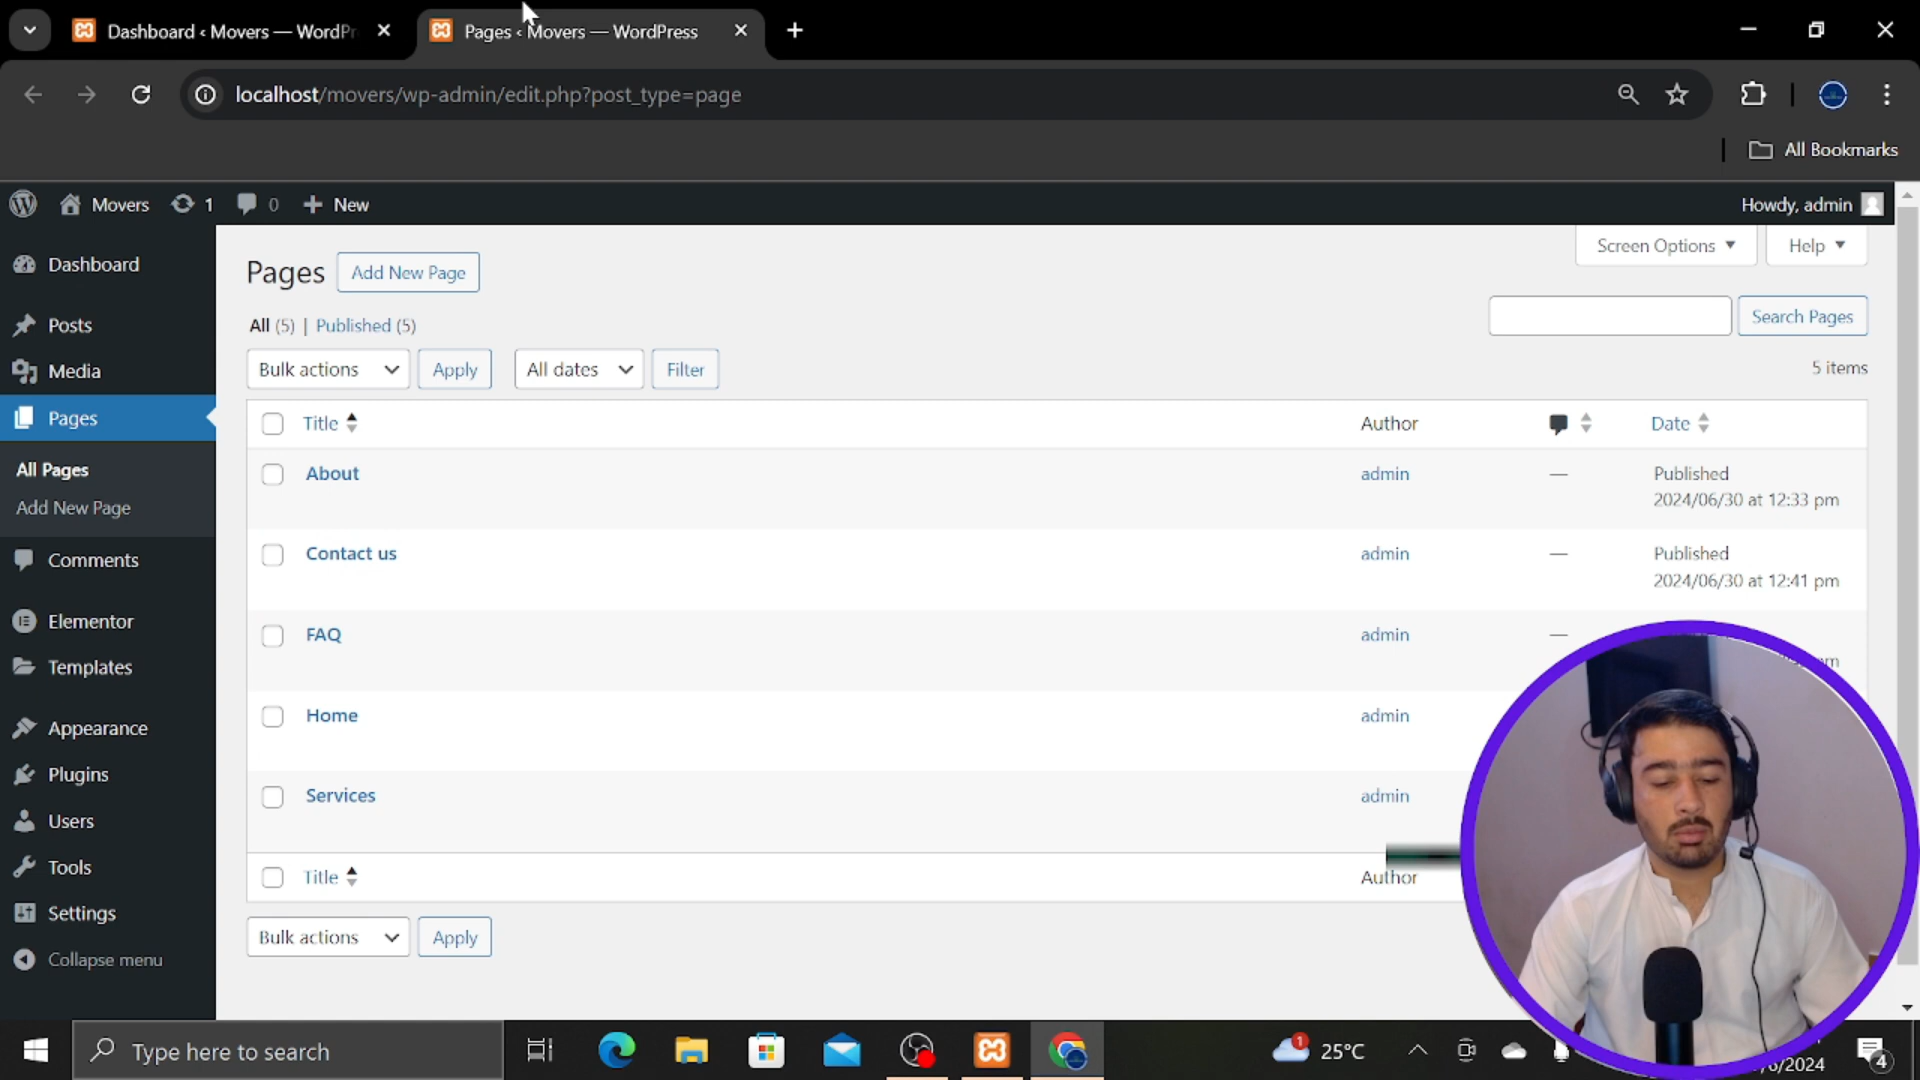 Dashboard ‹ Movers — WordPr
Pages ‹ Movers — WordPress
localhost/movers/wp-admin/edit.php?post_type=page
All Bookmarks
Movers
1
0
New
Howdy, admin
Dashboard
Posts
Media
Pages
All Pages
Add New Page
Comments
Elementor
Templates
Appearance
Plugins
Users
Tools
Settings
Collapse menu
Screen Options
Help
Pages
Add New Page
All (5) | Published (5)
Search Pages
Bulk actions
Apply
All dates
Filter
5 items
Title
Author
Date
About
admin
—
Published
2024/06/30 at 12:33 pm
Contact us
admin
—
Published
2024/06/30 at 12:41 pm
FAQ
admin
—
Home
admin
Services
admin
Title
Author
Bulk actions
Apply
Type here to search
1
25°C
4